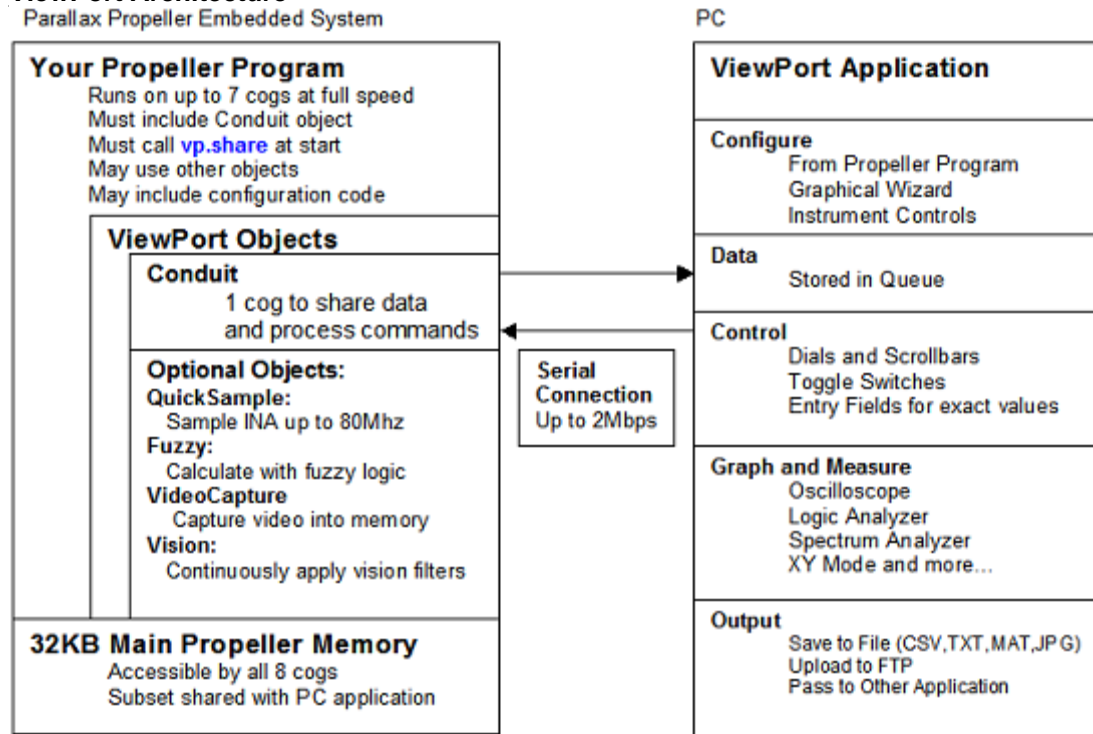 ViewPort Architecture
Parallax Propeller Embedded System
Your Propeller Program
Runs on up to 7 cogs at full speed
Must include Conduit object
Must call vp.share at start
May use other objects
May include configuration code
ViewPort Objects
Conduit
1 cog to share data
and process commands
Optional Objects:
QuickSample:
Sample INA up to 80Mhz
Fuzzy:
Calculate with fuzzy logic
VideoCapture
Capture video into memory
Vision:
Continuously apply vision filters
32KB Main Propeller Memory
Accessible by all 8 cogs
Subset shared with PC application
Serial
Connection
Up to 2Mbps
PC
ViewPort Application
Configure
From Propeller Program
Graphical Wizard
Instrument Controls
Data
Stored in Queue
Control
Dials and Scrollbars
Toggle Switches
Entry Fields for exact values
Graph and Measure
Oscilloscope
Logic Analyzer
Spectrum Analyzer
XY Mode and more...
Output
Save to File (CSV,TXT,MAT,JPG)
Upload to FTP
Pass to Other Application